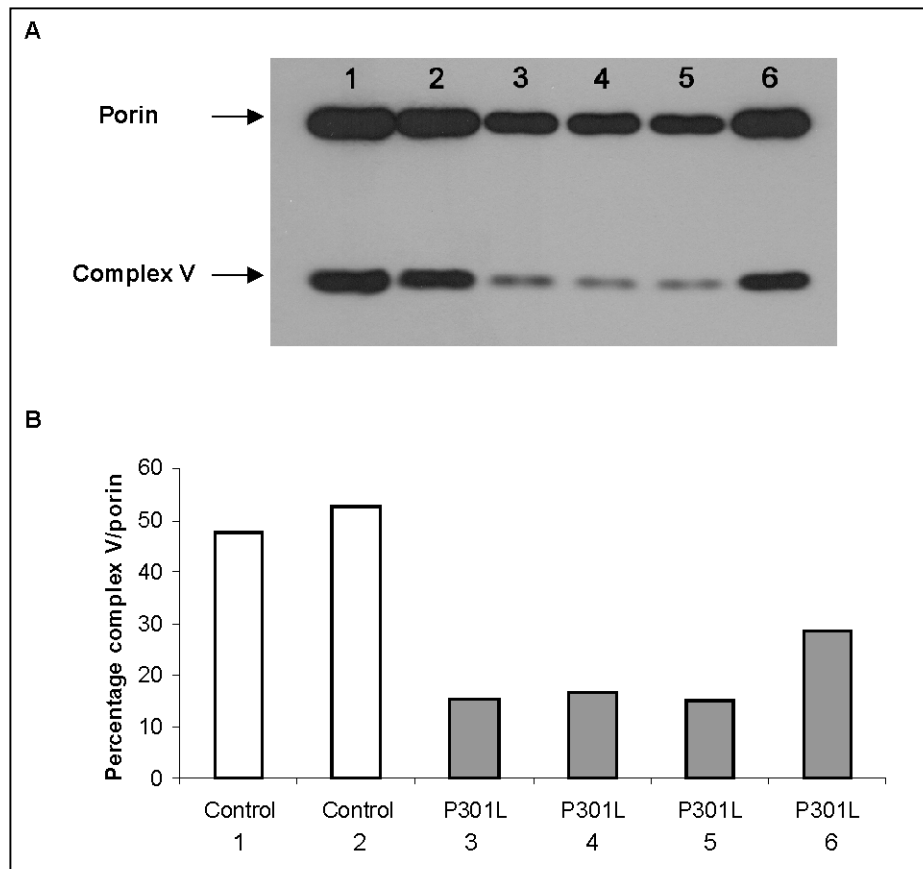 A
1 2 3 4 5 6
Porin
Complex V
B
Percentage complex V/porin
60
50
40
30
20
10
0
Control Control P301L P301L P301L P301L
1 2 3 4 5 6